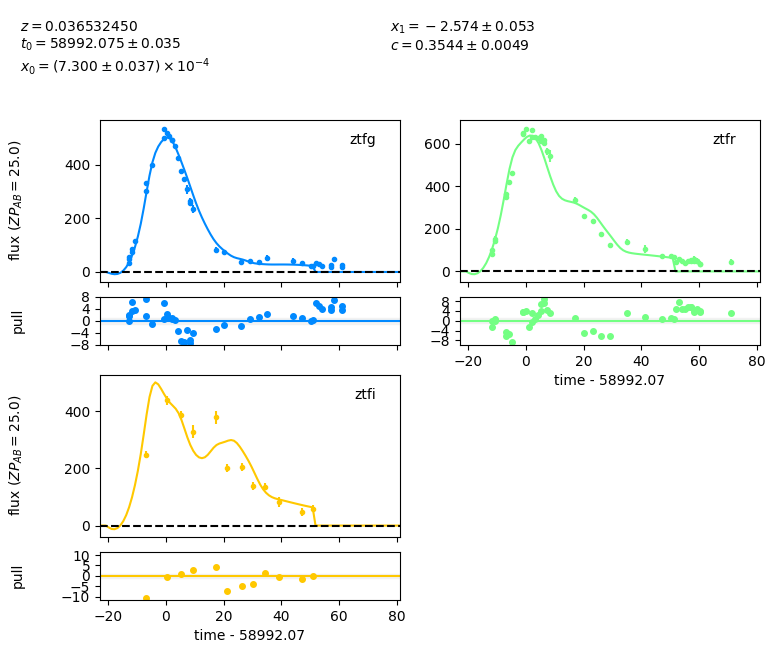 z = 0.036532450
t₀ = 58992.075 ± 0.035
x₀ = (7.300 ± 0.037) × 10⁻⁴
x₁ = −2.574 ± 0.053
c = 0.3544 ± 0.0049
flux (ZP_AB = 25.0)
400
200
0
ztfg
600
400
200
0
ztfr
pull
8
4
0
−4
−8
8
4
0
−4
−8
−20 0 20 40 60 80
time - 58992.07
flux (ZP_AB = 25.0)
400
200
0
ztfi
pull
10
5
0
−5
−10
−20 0 20 40 60 80
time - 58992.07